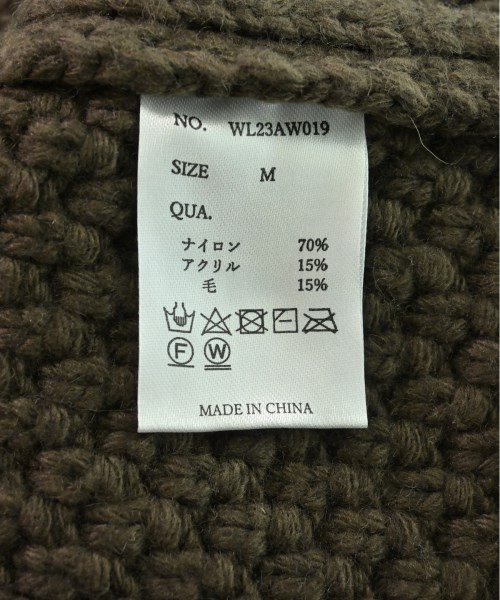 NO. WL23AW019
SIZE M
QUA.
ナイロン 70%
アクリル 15%
毛 15%
F W
MADE IN CHINA